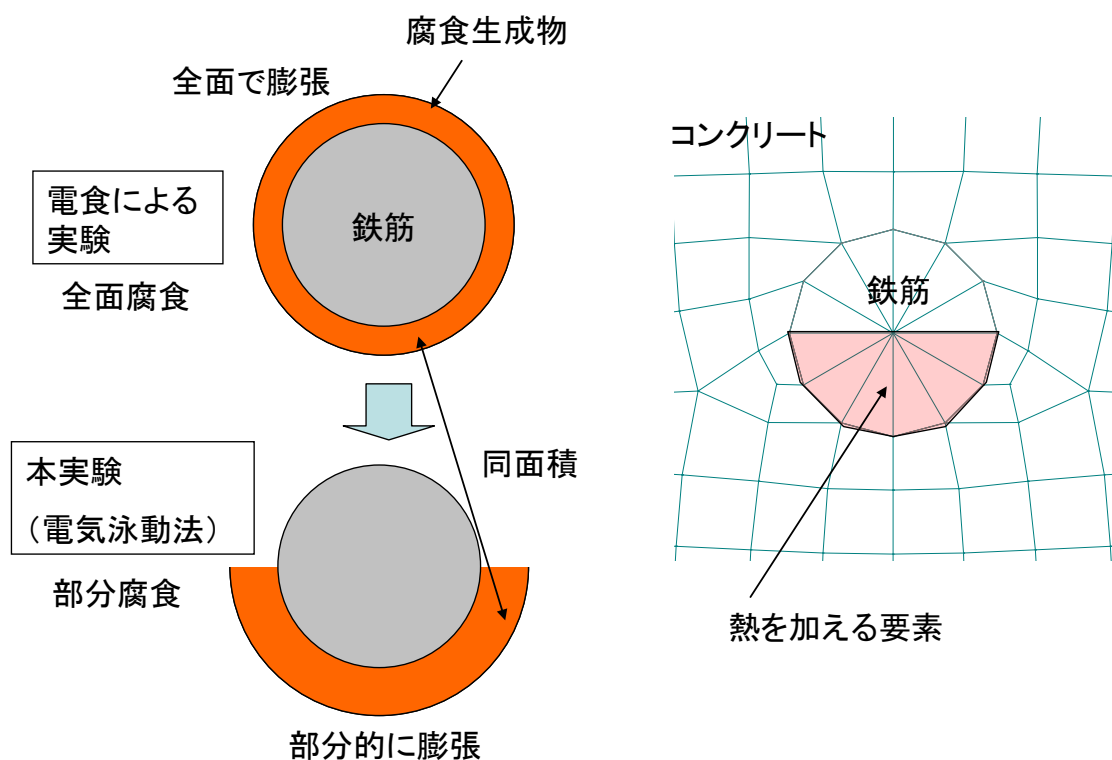 腐食生成物
全面で膨張
電食による
実験
鉄筋
全面腐食
本実験
（電気泳動法）
同面積
部分腐食
部分的に膨張
コンクリート
鉄筋
熱を加える要素